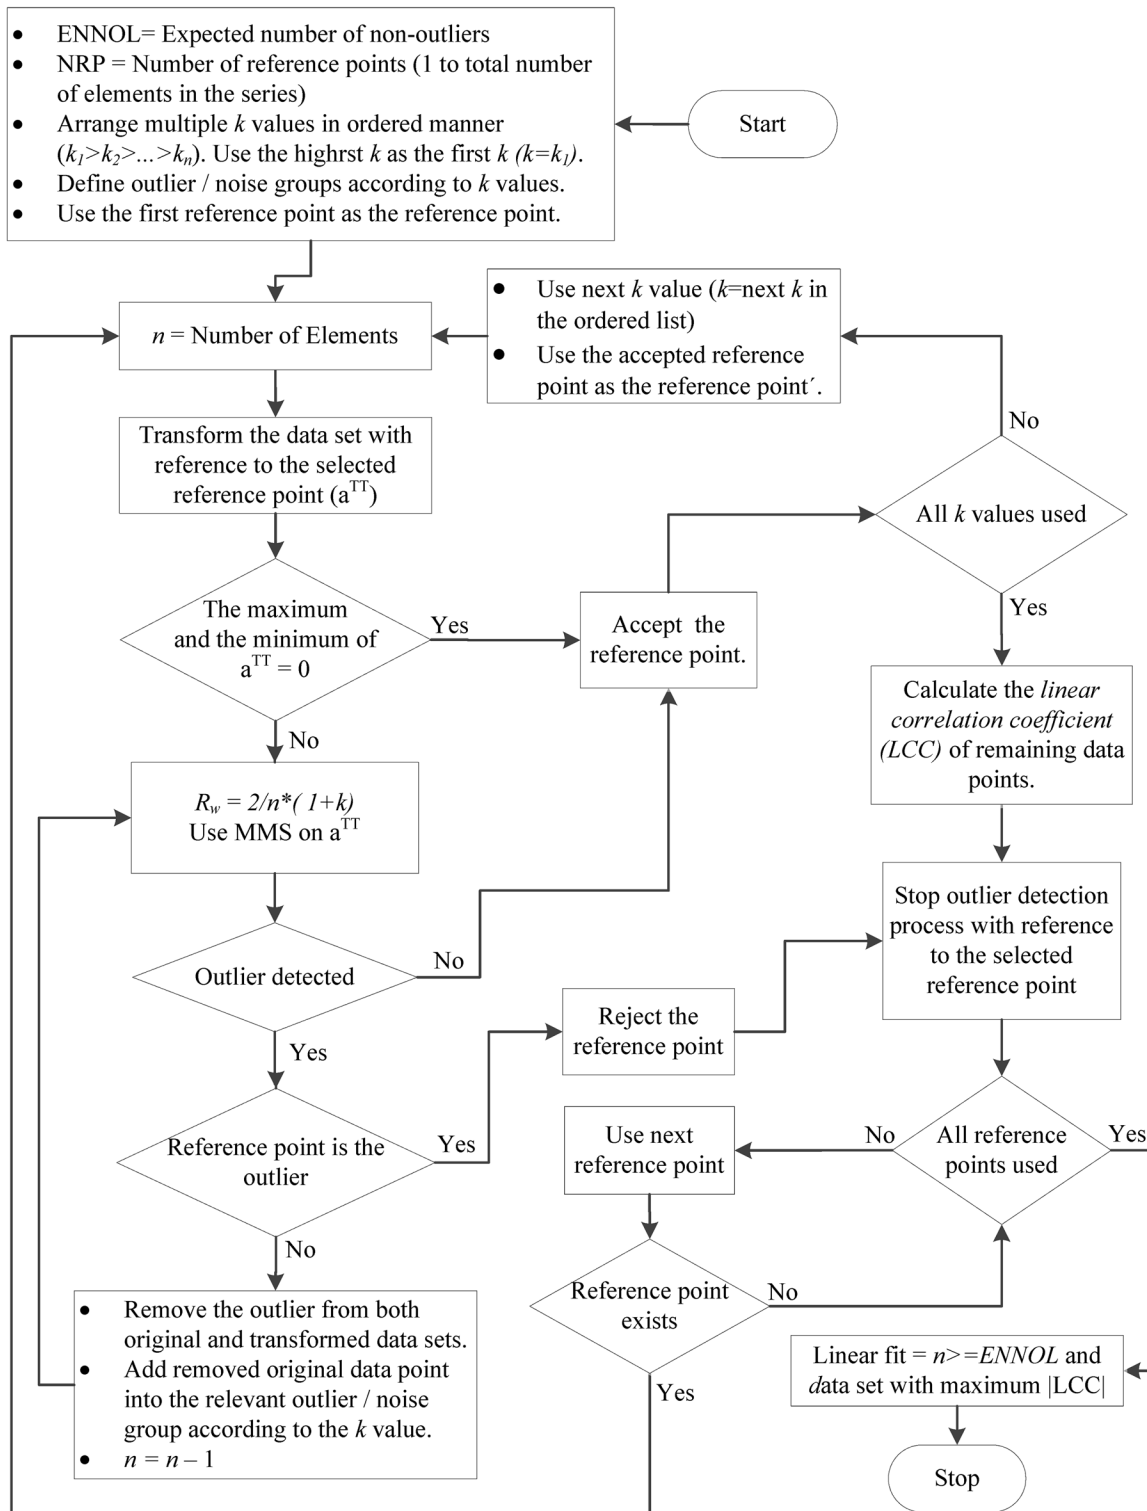 • ENNOL= Expected number of non-outliers
• NRP = Number of reference points (1 to total number
of elements in the series)
• Arrange multiple k values in ordered manner
(k1>k2>...>kn). Use the highrst k as the first k (k=k1).
• Define outlier / noise groups according to k values.
• Use the first reference point as the reference point.
Start
n = Number of Elements
• Use next k value (k=next k in
the ordered list)
• Use the accepted reference
point as the reference point´.
No
Transform the data set with
reference to the selected
reference point (aTT)
All k values used
The maximum
and the minimum of
aTT = 0
Yes
Accept the
reference point.
Yes
No
Calculate the linear
correlation coefficient
(LCC) of remaining data
points.
Rw = 2/n*( 1+k)
Use MMS on aTT
Stop outlier detection
process with reference
to the selected
reference point
Outlier detected
No
Reject the
reference point
Yes
Reference point is the
outlier
Yes
Use next
reference point
No
All reference
points used
Yes
No
Reference point
exists
No
• Remove the outlier from both
original and transformed data sets.
• Add removed original data point
into the relevant outlier / noise
group according to the k value.
• n = n – 1
Yes
Linear fit = n>=ENNOL and
data set with maximum |LCC|
Stop